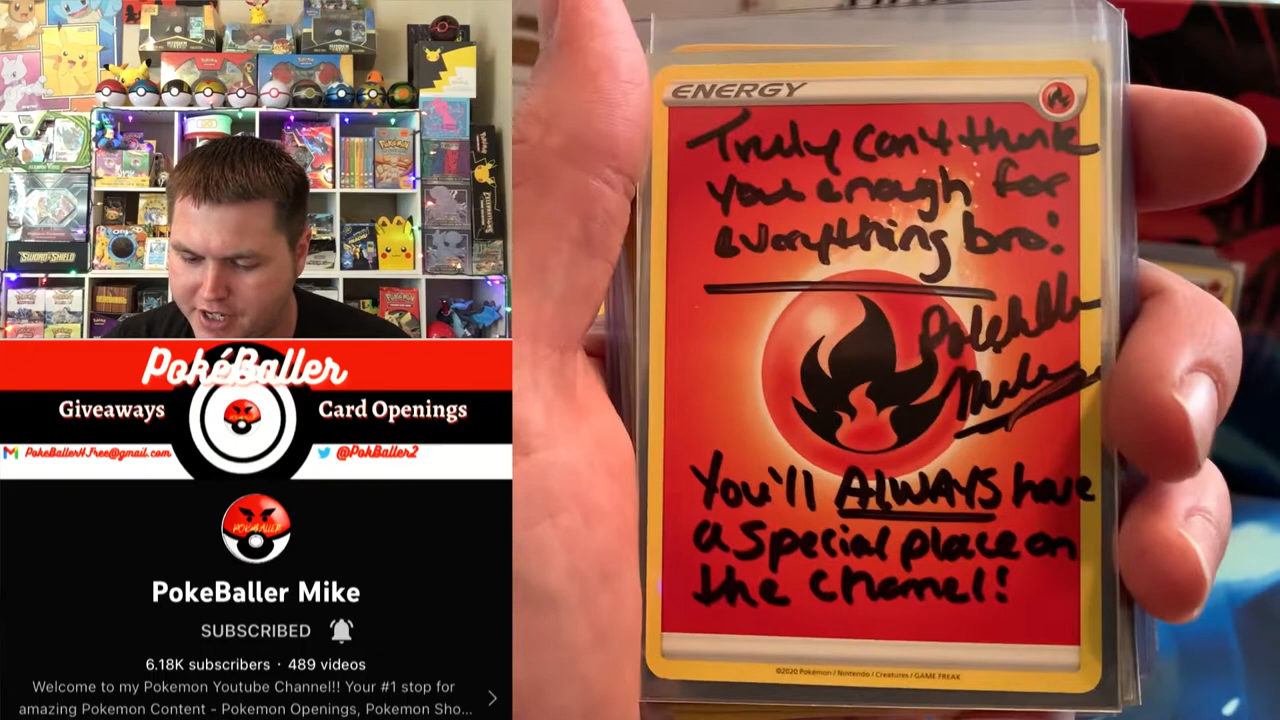 SWORD & SHIELD
PokéBaller
Giveaways
Card Openings
PokeBaller4Free@gmail.com
@PokBaller2
POKEBALLER
PokeBaller Mike
SUBSCRIBED
6.18K subscribers · 489 videos
Welcome to my Pokemon Youtube Channel!! Your #1 stop for
amazing Pokemon Content - Pokemon Openings, Pokemon Sho...
ENERGY
Truly can't thank
you enough for
everything bro!
PokeBaller
Mike
You'll ALWAYS have
a special place on
the channel!
©2020 Pokémon / Nintendo / Creatures / GAME FREAK